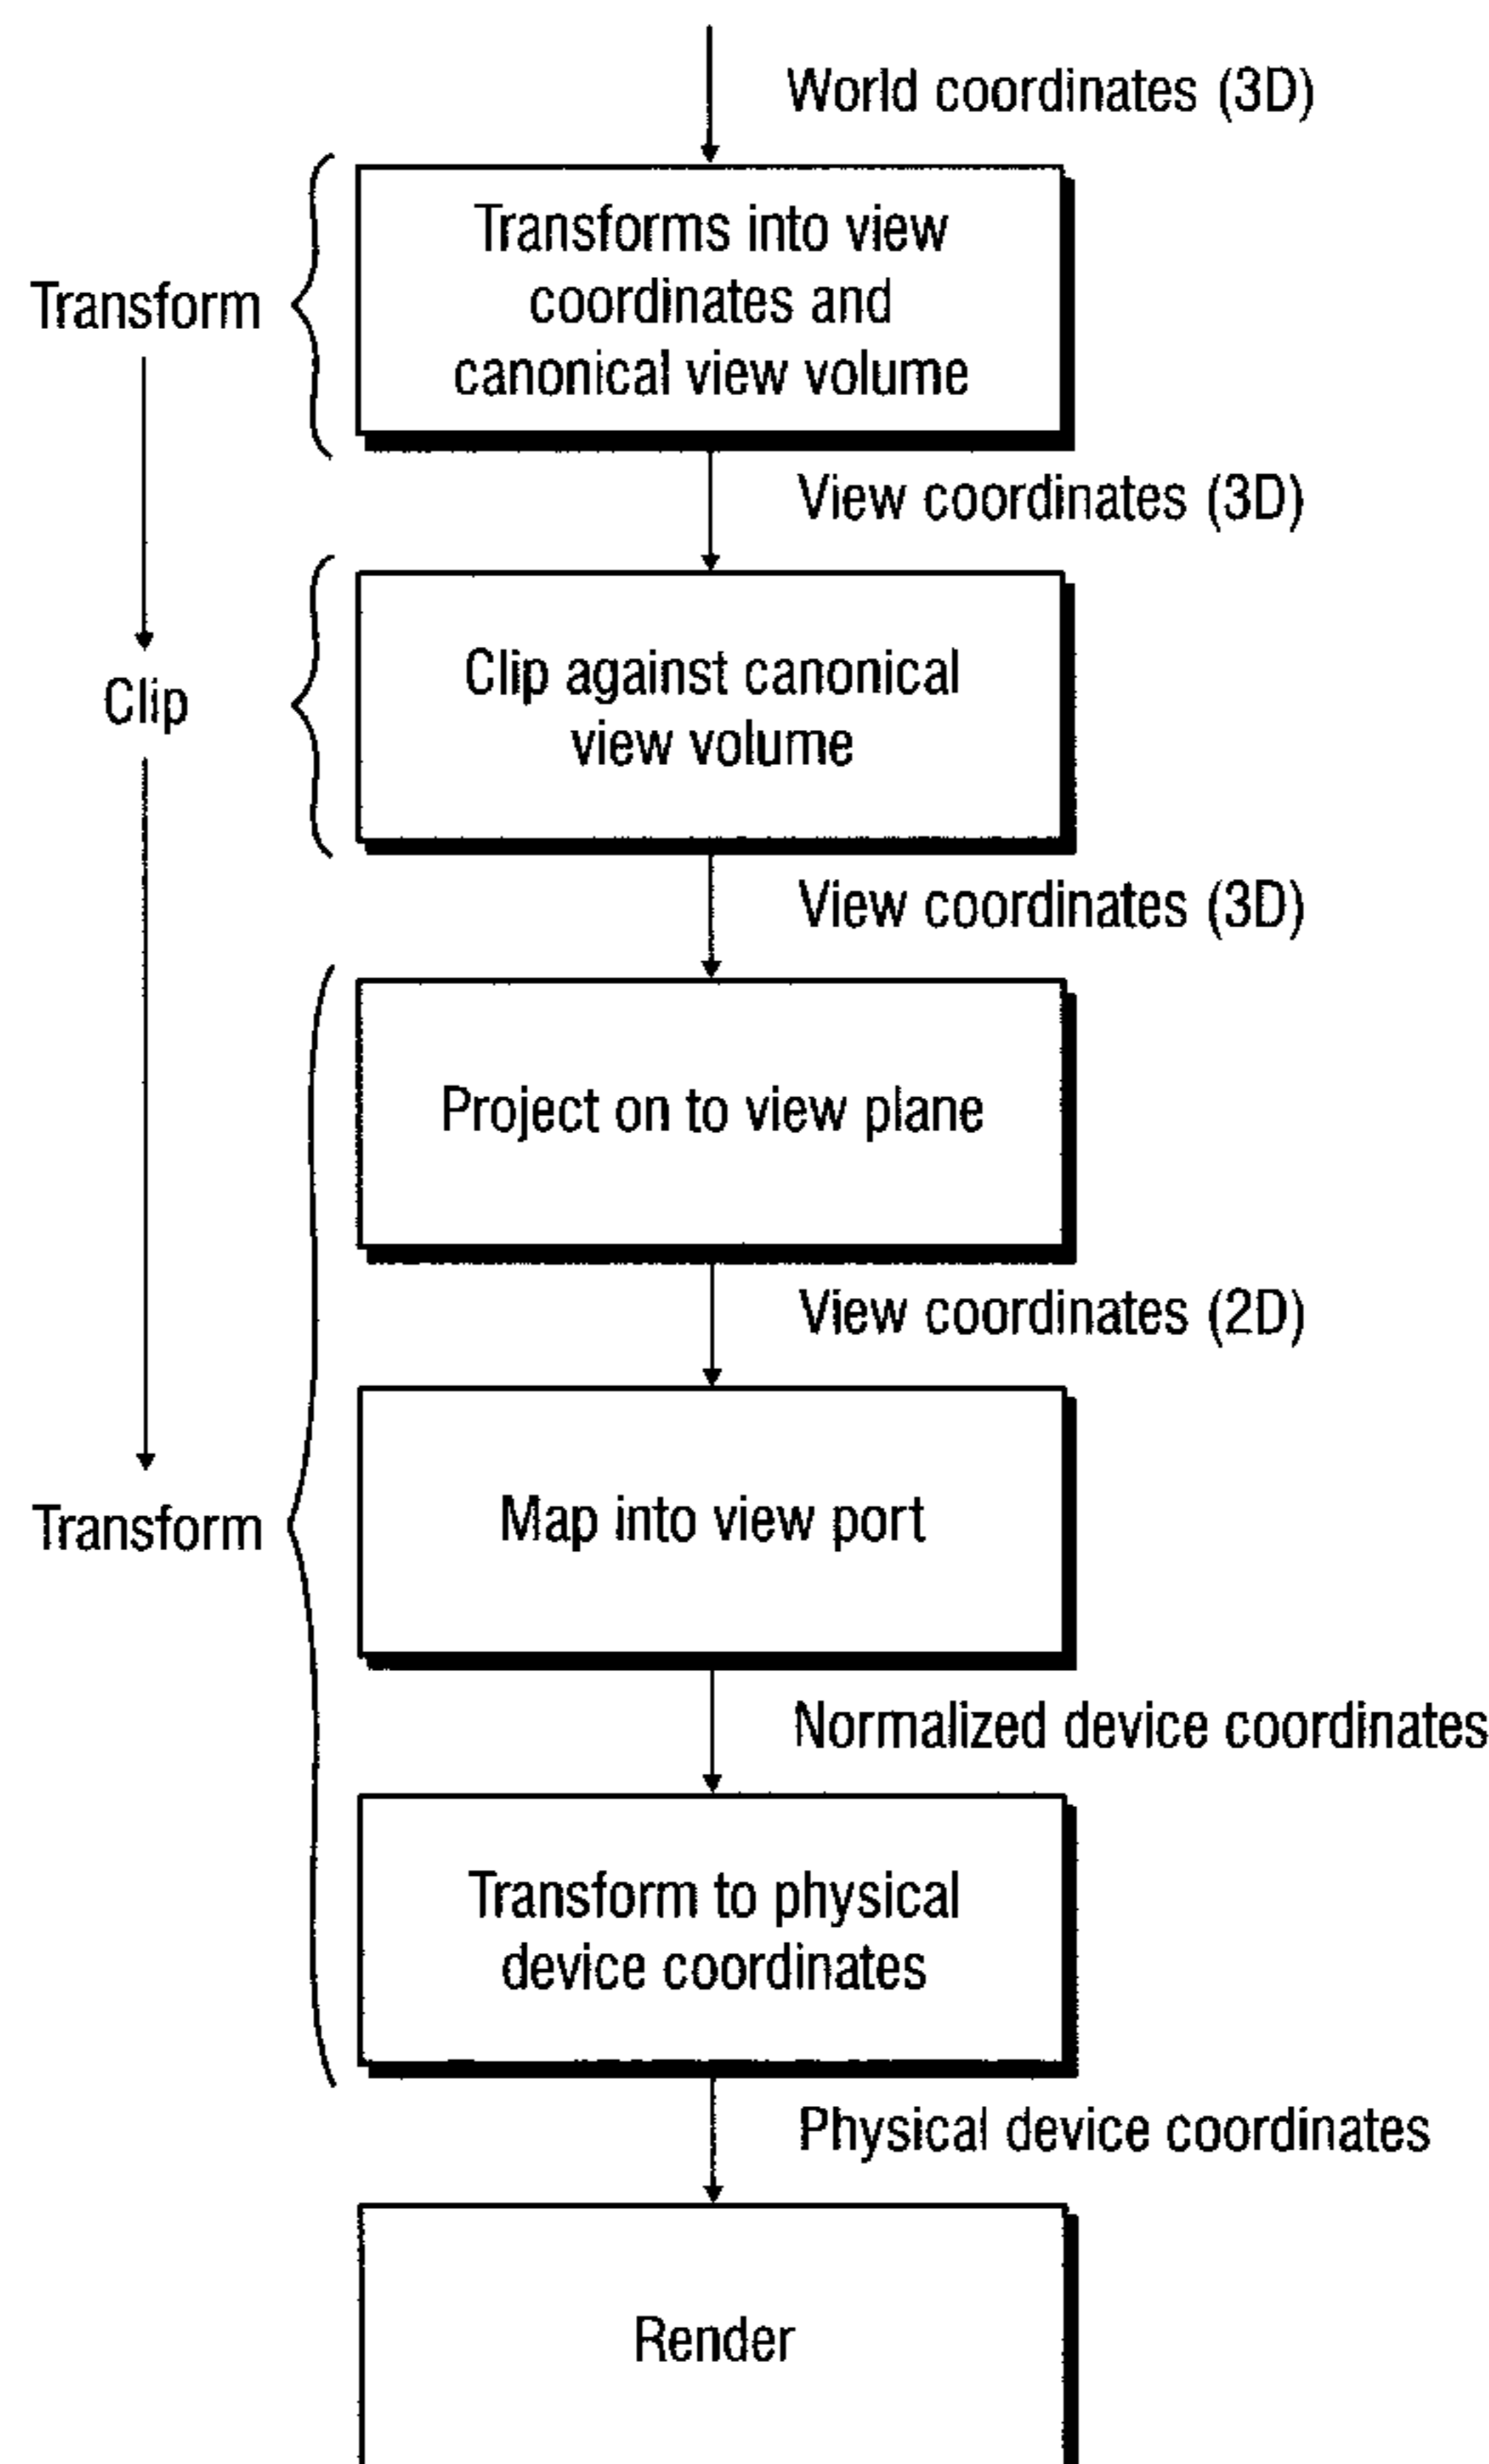 World coordinates (3D)
Transforms into view
coordinates and
canonical view volume
Transform
View coordinates (3D)
Clip against canonical
view volume
Clip
View coordinates (3D)
Project on to view plane
View coordinates (2D)
Map into view port
Transform
Normalized device coordinates
Transform to physical
device coordinates
Physical device coordinates
Render